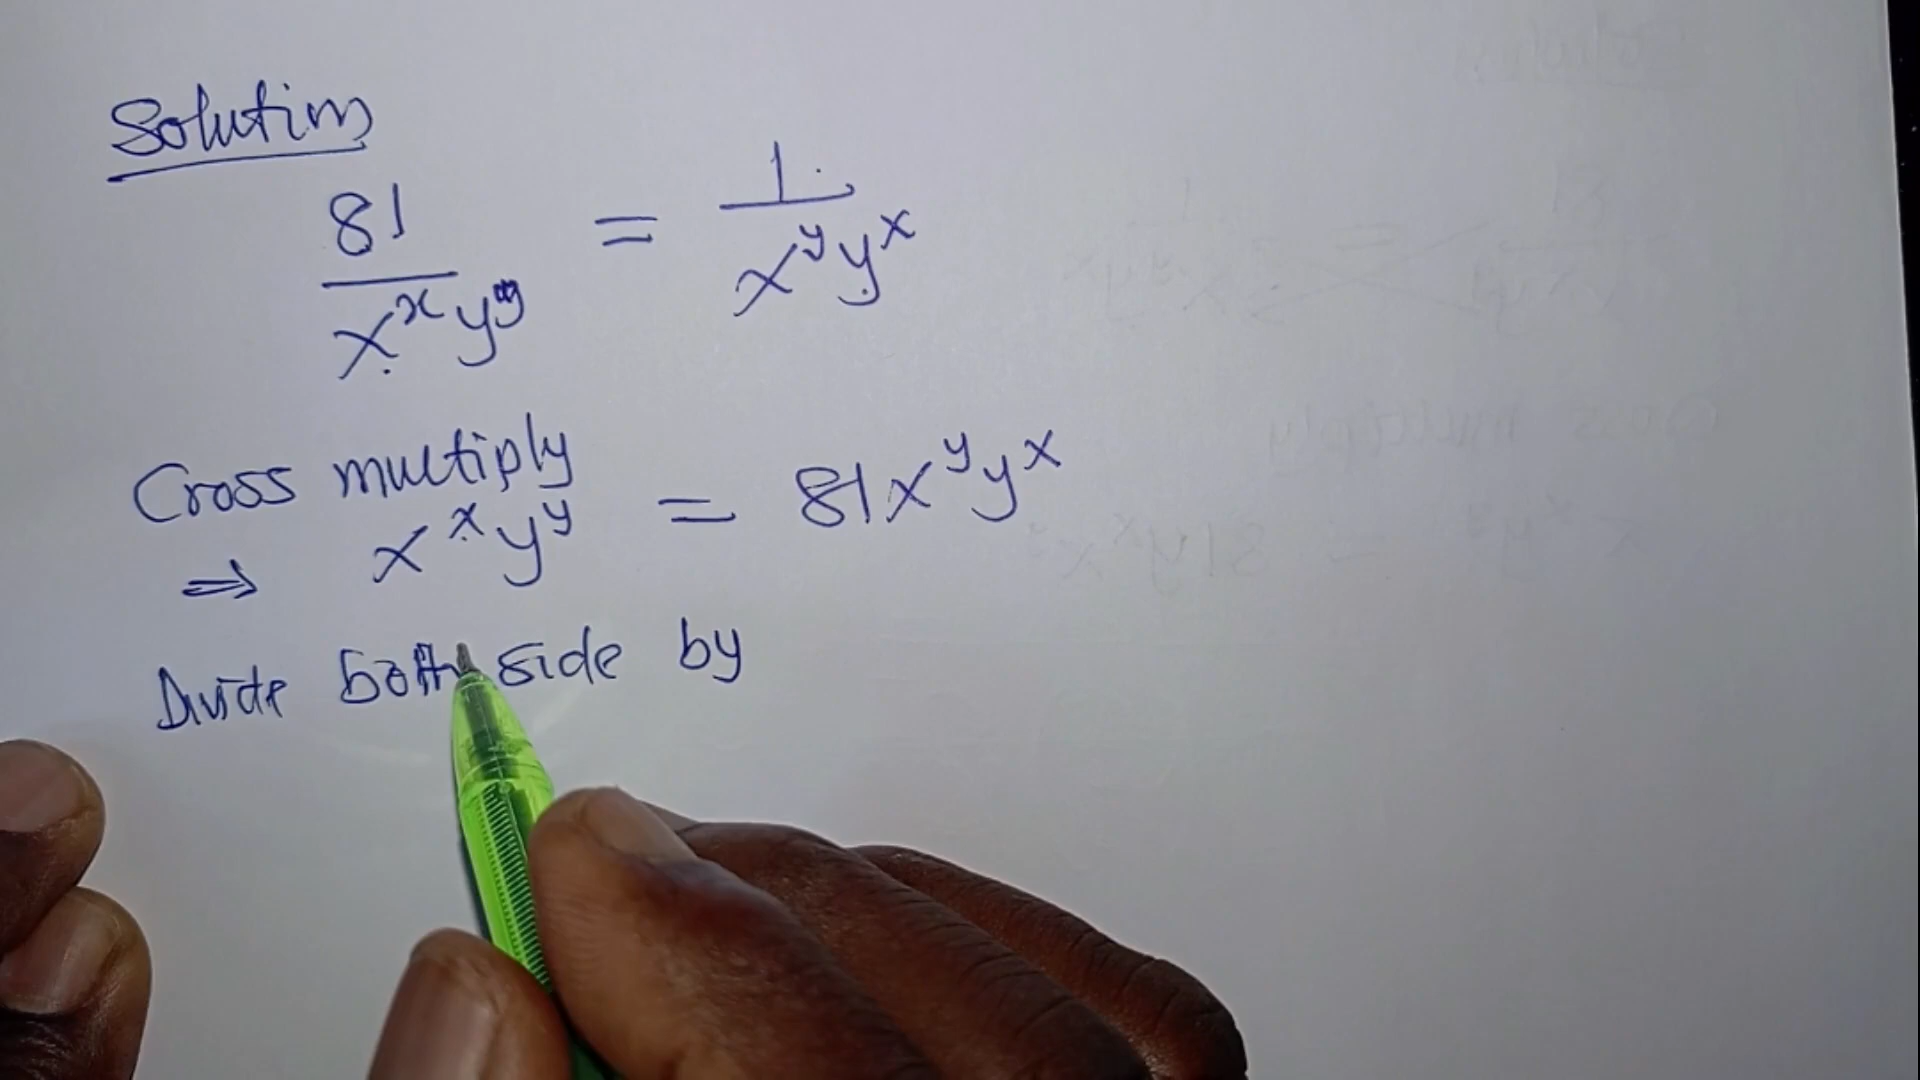 Solution
81/x^x y^y = 1/x^y y^x
Cross multiply
⇒ x^x y^y = 81x^y y^x
Divide both side by